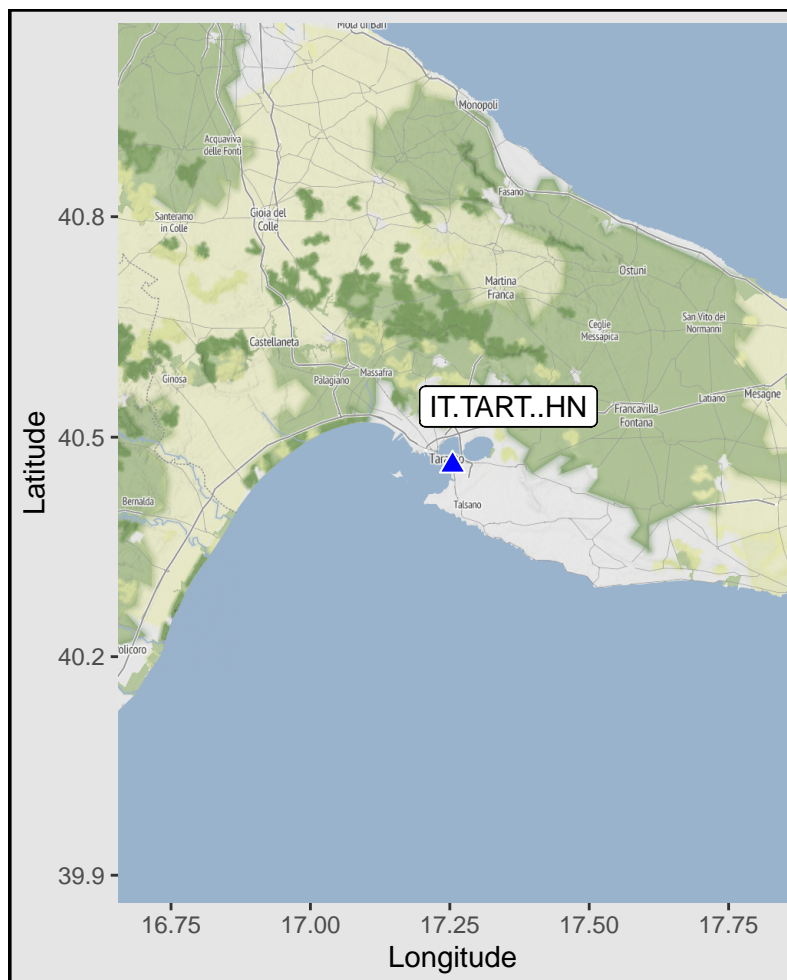 Mola di Bari
Monopoli
Acquaviva
delle Fonti
Fasano
40.8
Santeramo
in Colle
Gioia del
Colle
Ostuni
Martina
Franca
San Vito dei
Normanni
Ceglie
Messapica
Castellaneta
Massafra
Ginosa
Palagiano
Latiano
Mesagne
IT.TART..HN
Francavilla
Fontana
40.5
Latitude
Bernalda
Talsano
40.2
olicoro
39.9
16.75
17.00
17.25
17.50
17.75
Longitude